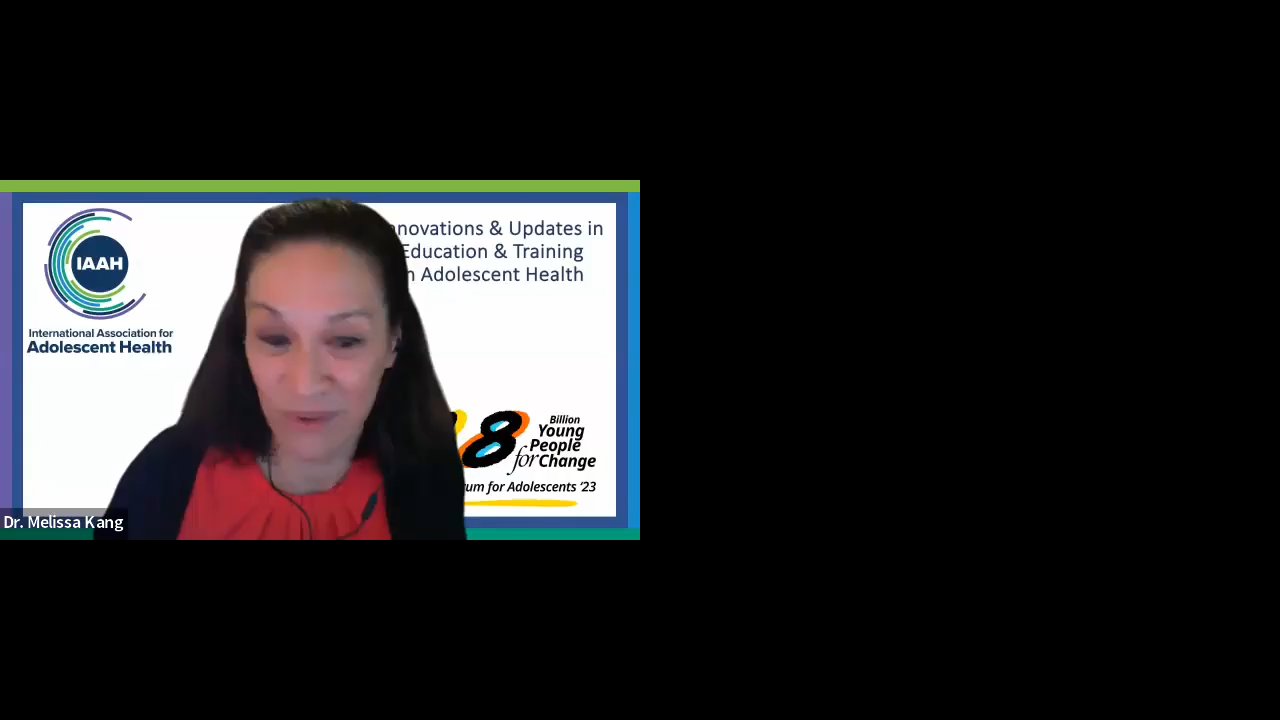 IAAH
International Association for
Adolescent Health
nnovations & Updates in
Education & Training
n Adolescent Health
8
Billion
Young
People
for Change
um for Adolescents ‘23
Dr. Melissa Kang